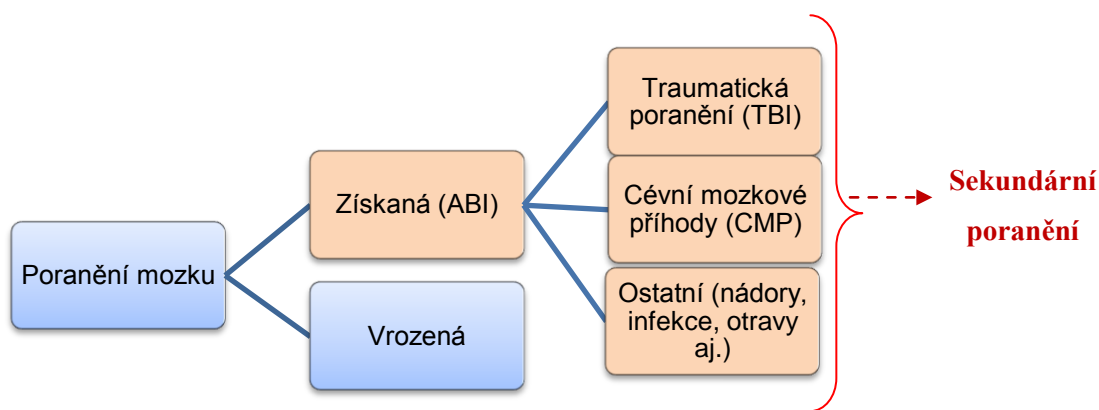 Poranění mozku
Získaná (ABI)
Vrozená
Traumatická
poranění (TBI)
Cévní mozkové
příhody (CMP)
Ostatní (nádory,
infekce, otravy
aj.)
Sekundární
poranění